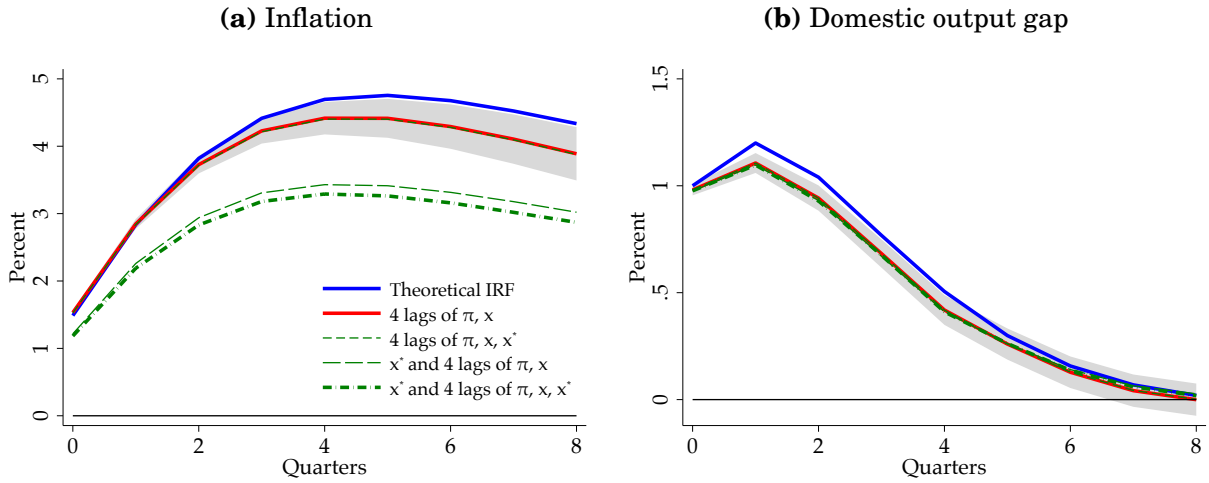 (a) Inflation
Percent
5
4
3
2
1
0
Theoretical IRF
4 lags of π, x
4 lags of π, x, x*
x* and 4 lags of π, x
x* and 4 lags of π, x, x*
0 2 4 6 8
Quarters
(b) Domestic output gap
Percent
1.5
1
.5
0
0 2 4 6 8
Quarters